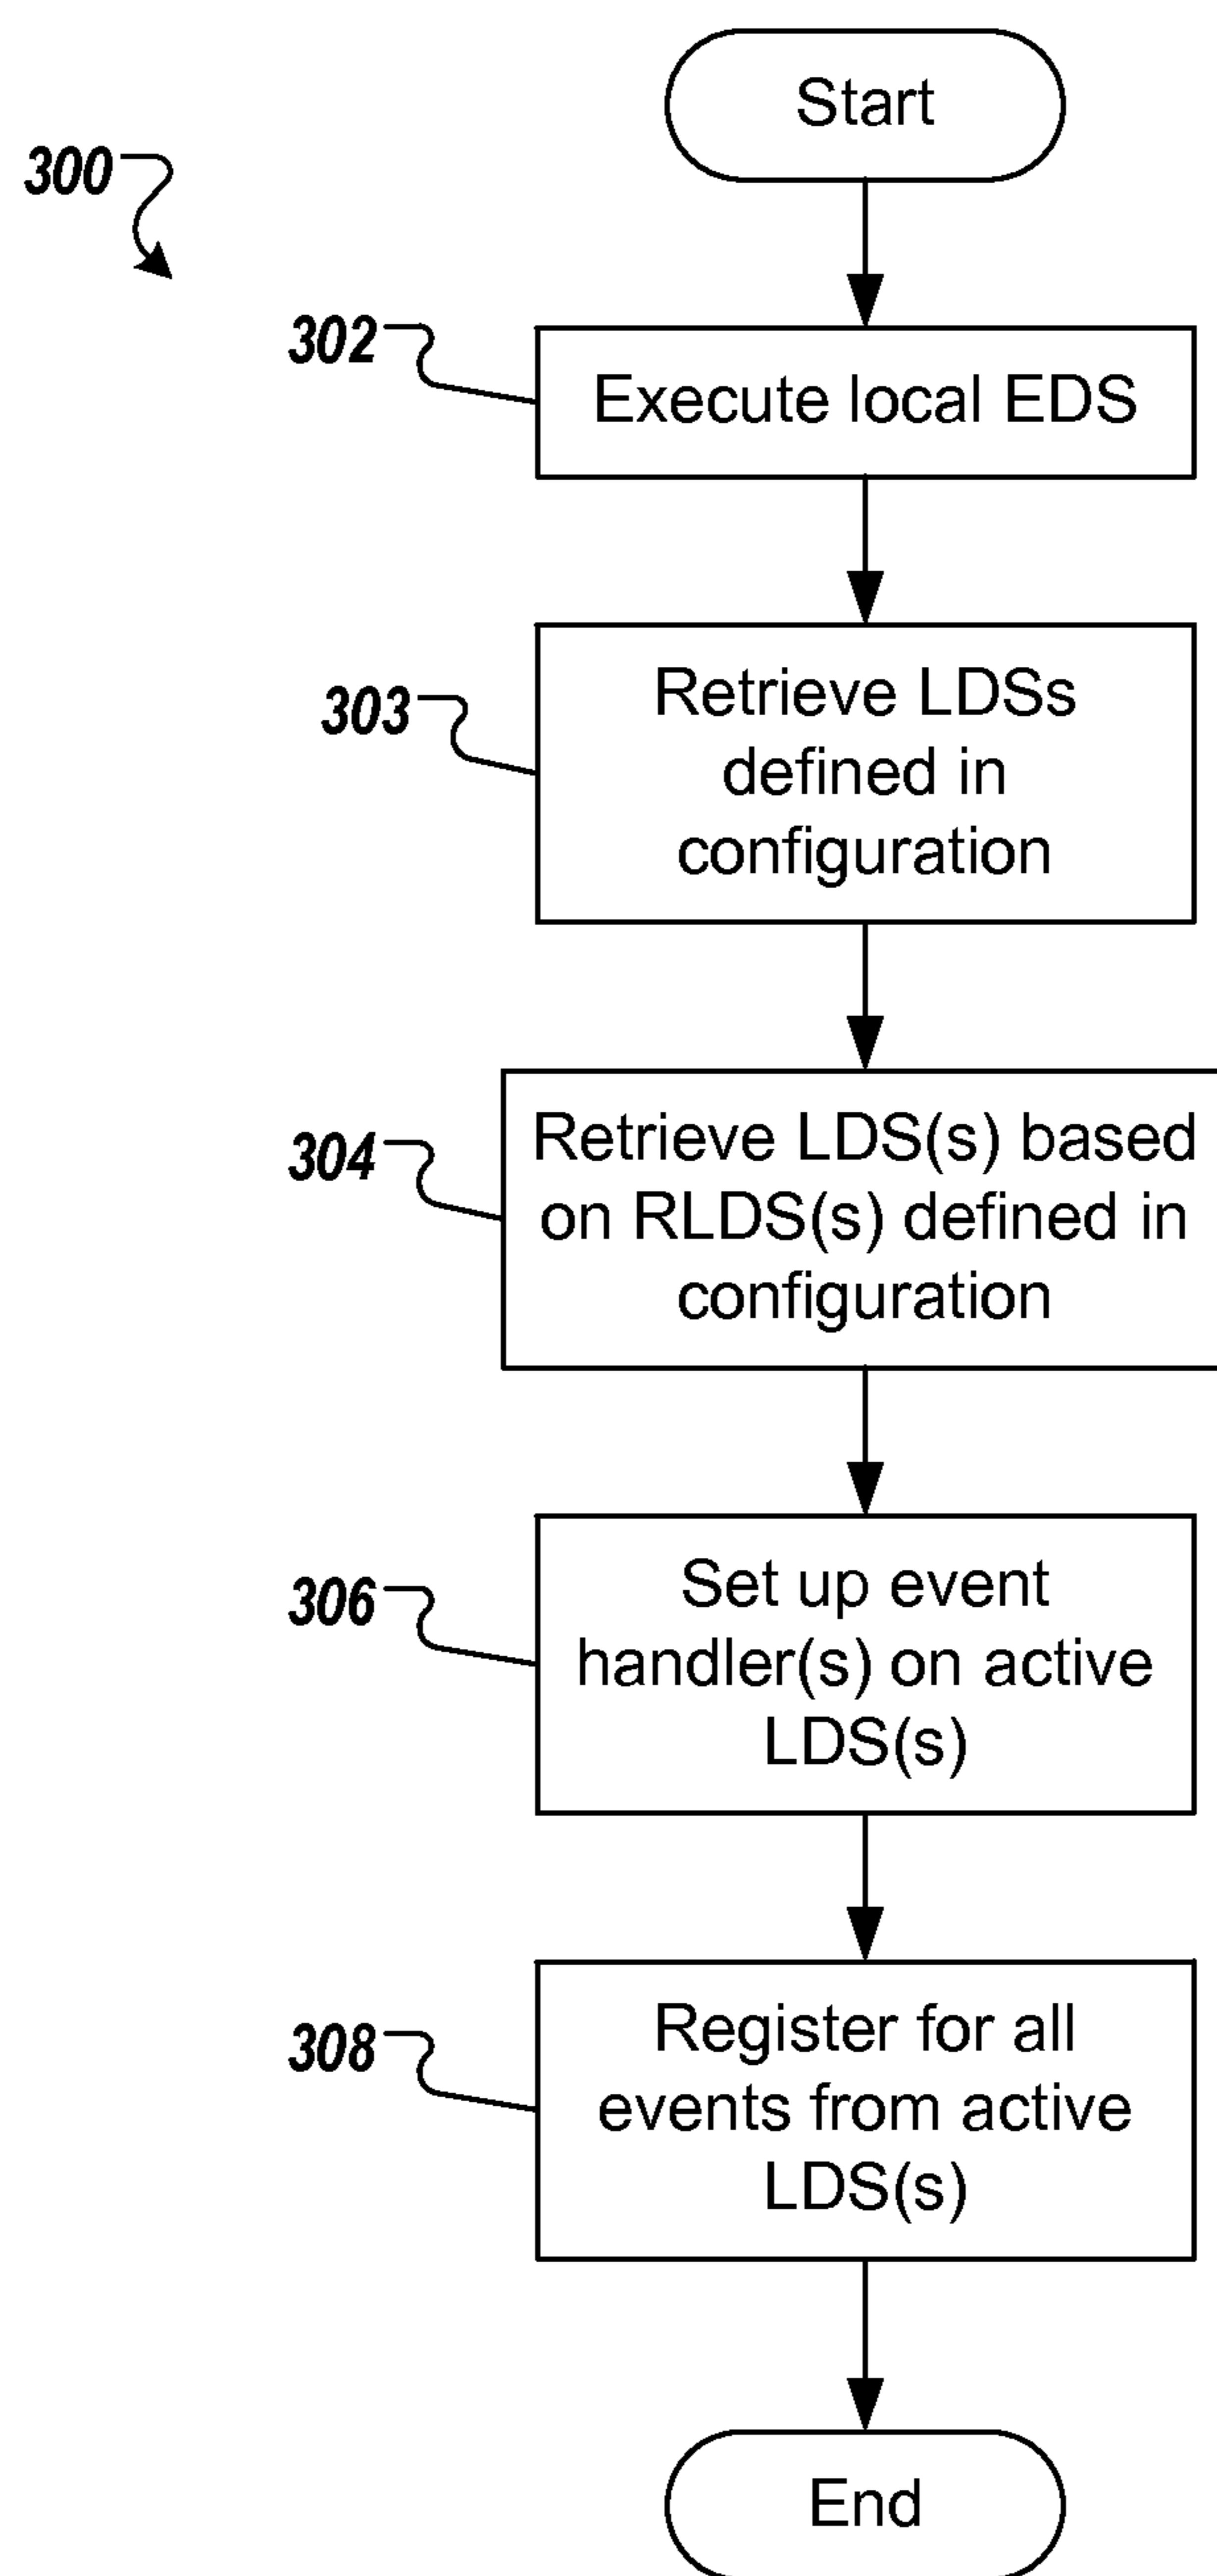 Start
300
302
Execute local EDS
303
Retrieve LDSs
defined in
configuration
304
Retrieve LDS(s) based
on RLDS(s) defined in
configuration
306
Set up event
handler(s) on active
LDS(s)
308
Register for all
events from active
LDS(s)
End